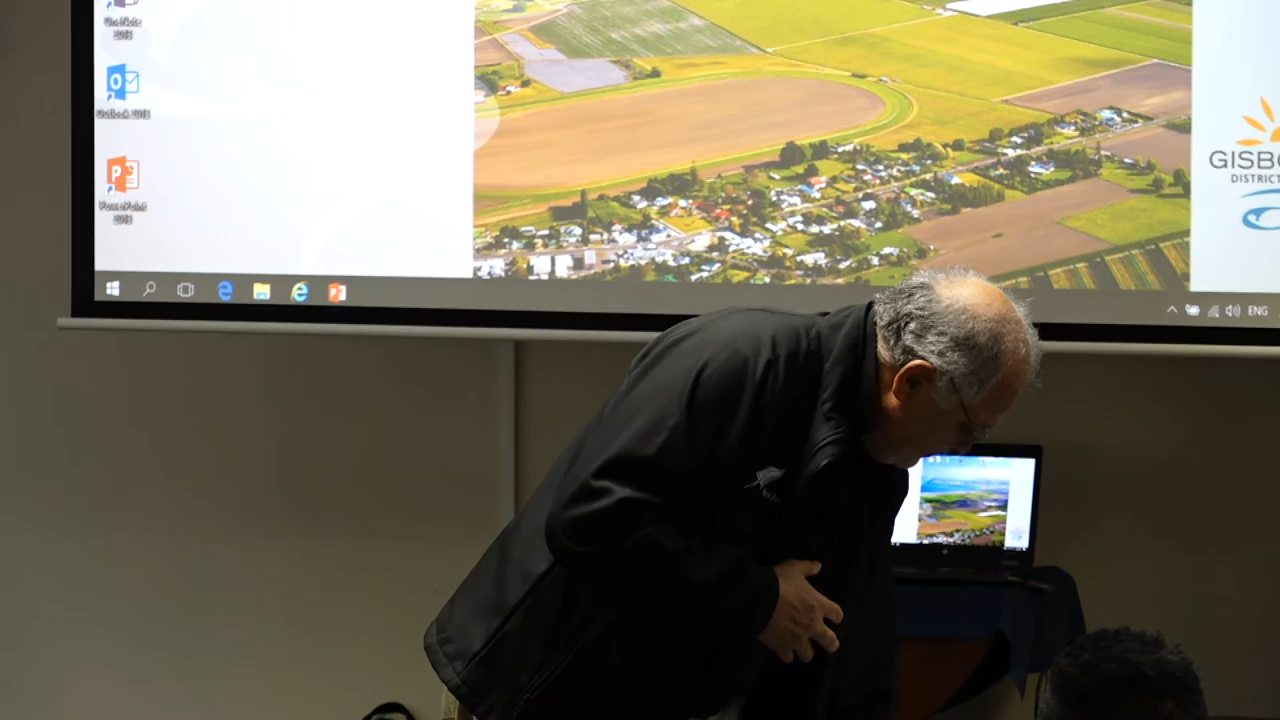 OneNote
2013
Outlook 2013
PowerPoint
2013
GISBO
DISTRICT
ENG